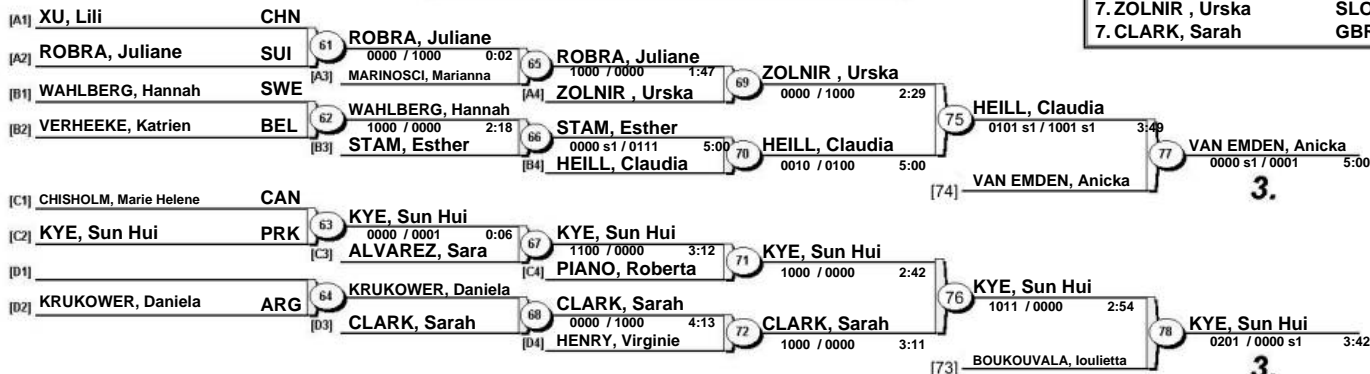 7. ZOLNIR , Urska SLO
7. CLARK, Sarah GBR
[A1] XU, Lili CHN
[A2] ROBRA, Juliane SUI
61
ROBRA, Juliane
0000 / 1000 0:02
[A3] MARINOSCI, Marianna
65
ROBRA, Juliane
1000 / 0000 1:47
[A4] ZOLNIR , Urska
69
ZOLNIR , Urska
0000 / 1000 2:29
[B1] WAHLBERG, Hannah SWE
[B2] VERHEEKE, Katrien BEL
62
WAHLBERG, Hannah
1000 / 0000 2:18
[B3] STAM, Esther
66
STAM, Esther
0000 s1 / 0111 5:00
[B4] HEILL, Claudia
70
HEILL, Claudia
0010 / 0100 5:00
75
HEILL, Claudia
0101 s1 / 1001 s1 3:49
[74] VAN EMDEN, Anicka
77
VAN EMDEN, Anicka
0000 s1 / 0001 5:00
3.
[C1] CHISHOLM, Marie Helene CAN
[C2] KYE, Sun Hui PRK
63
KYE, Sun Hui
0000 / 0001 0:06
[C3] ALVAREZ, Sara
67
KYE, Sun Hui
1100 / 0000 3:12
[C4] PIANO, Roberta
71
KYE, Sun Hui
1000 / 0000 2:42
[D1]
[D2] KRUKOWER, Daniela ARG
64
KRUKOWER, Daniela
[D3] CLARK, Sarah
68
CLARK, Sarah
0000 / 1000 4:13
[D4] HENRY, Virginie
72
CLARK, Sarah
1000 / 0000 3:11
76
KYE, Sun Hui
1011 / 0000 2:54
[73] BOUKOUVALA, Ioulietta
78
KYE, Sun Hui
0201 / 0000 s1 3:42
3.